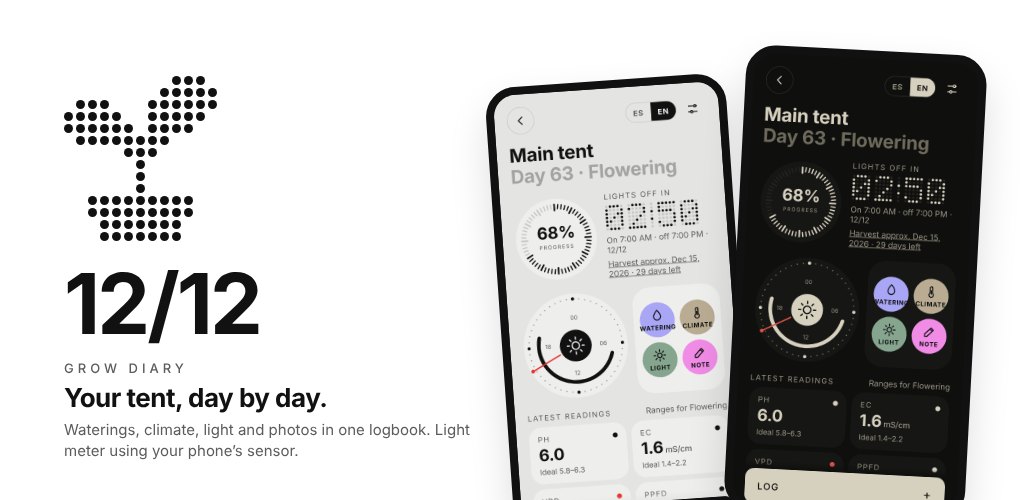 12/12
GROW DIARY
Your tent, day by day.
Waterings, climate, light and photos in one logbook. Light
meter using your phone's sensor.
ES EN
Main tent
Day 63 · Flowering
68%
PROGRESS
LIGHTS OFF IN
02:50
On 7:00 AM · off 7:00 PM ·
12/12
Harvest approx. Dec 15,
2026 · 29 days left
00
18
06
12
WATERING
CLIMATE
LIGHT
NOTE
LATEST READINGS
Ranges for Flowering
PH
6.0
Ideal 5.8–6.3
EC
1.6 mS/cm
Ideal 1.4–2.2
VPD
PPFD
ES EN
Main tent
Day 63 · Flowering
68%
PROGRESS
LIGHTS OFF IN
02:50
On 7:00 AM · off 7:00 PM ·
12/12
Harvest approx. Dec 15,
2026 · 29 days left
00
18
06
12
WATERING
CLIMATE
LIGHT
NOTE
LATEST READINGS
Ranges for Flowering
PH
6.0
Ideal 5.8–6.3
EC
1.6 mS/cm
Ideal 1.4–2.2
VPD
PPFD
LOG +